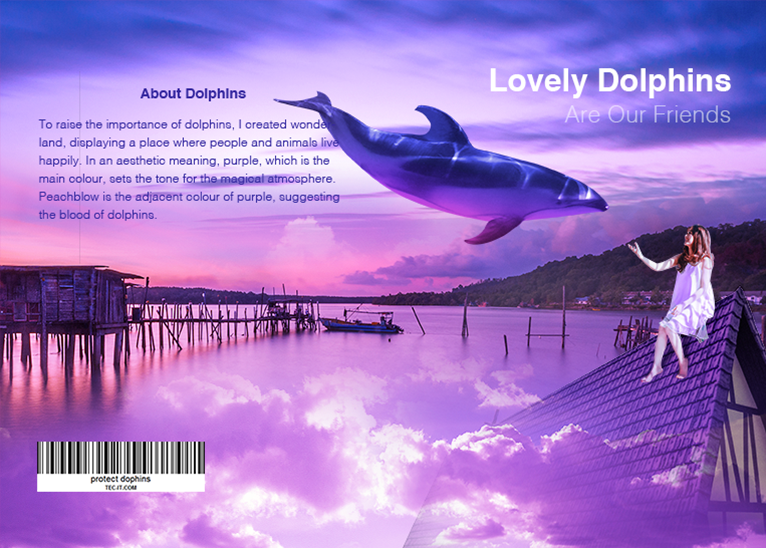 Lovely Dolphins
Are Our Friends
About Dolphins
To raise the importance of dolphins, I created wonder
land, displaying a place where people and animals live
happily. In an aesthetic meaning, purple, which is the
main colour, sets the tone for the magical atmosphere.
Peachblow is the adjacent colour of purple, suggesting
the blood of dolphins.
protect dophins
TEC-IT.COM